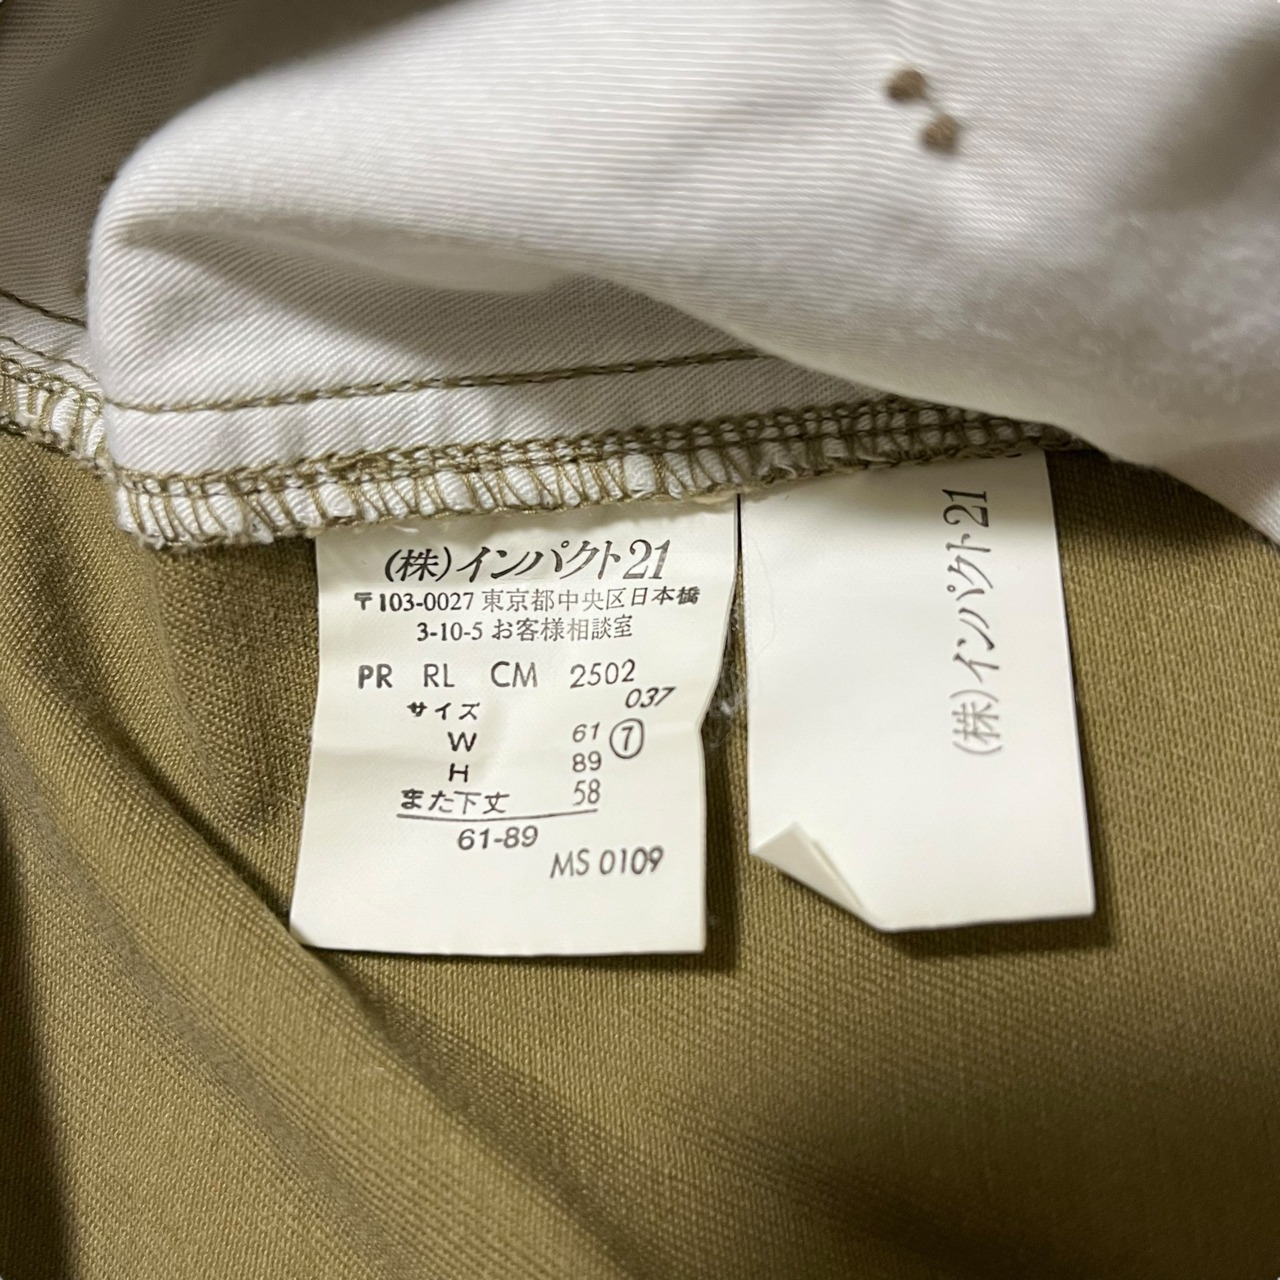 (株)インパクト21
〒103-0027 東京都中央区日本橋
3-10-5 お客様相談室
PR RL CM 2502
037
サイズ
W 61 ⑦
H 89
また下丈 58
61-89
MS 0109
(株)インパクト21